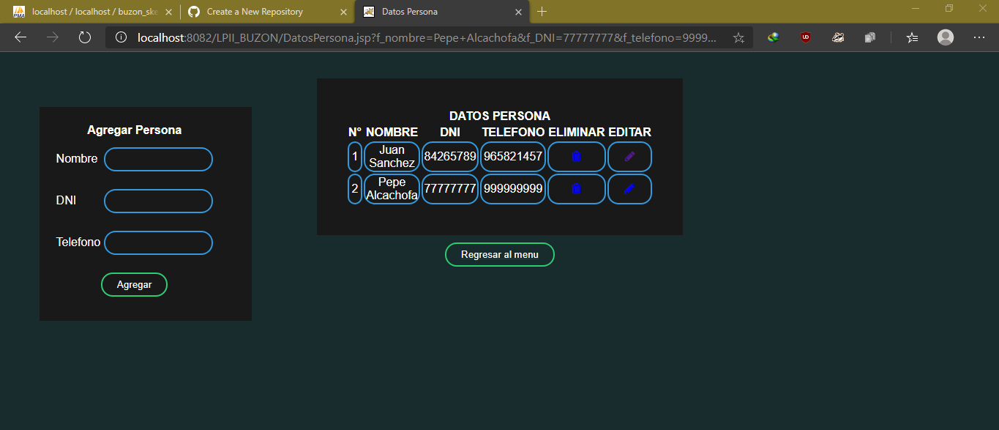 localhost / localhost / buzon_ske
Create a New Repository
Datos Persona
localhost:8082/LPII_BUZON/DatosPersona.jsp?f_nombre=Pepe+Alcachofa&f_DNI=77777777&f_telefono=9999...
Agregar Persona
Nombre
DNI
Telefono
Agregar
DATOS PERSONA
N° NOMBRE DNI TELEFONO ELIMINAR EDITAR
1 Juan Sanchez 84265789 965821457
2 Pepe Alcachofa 77777777 999999999
Regresar al menu